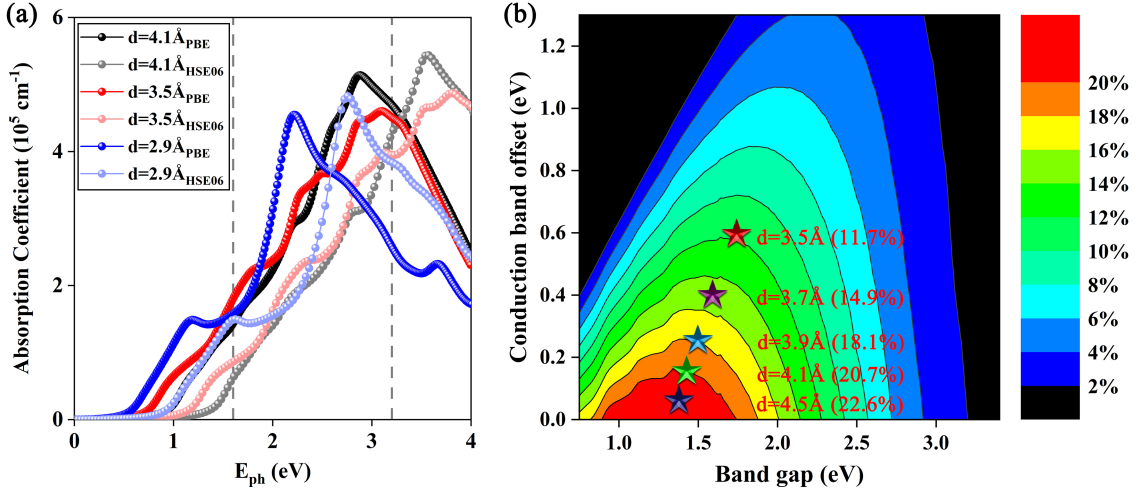 (a)
Absorption Coefficient (10⁵ cm⁻¹)
6
4
2
0
d=4.1Å_PBE
d=4.1Å_HSE06
d=3.5Å_PBE
d=3.5Å_HSE06
d=2.9Å_PBE
d=2.9Å_HSE06
0 1 2 3 4
E_ph (eV)
(b)
Conduction band offset (eV)
1.2
1.0
0.8
0.6
0.4
0.2
0.0
d=3.5Å (11.7%)
d=3.7Å (14.9%)
d=3.9Å (18.1%)
d=4.1Å (20.7%)
d=4.5Å (22.6%)
1.0 1.5 2.0 2.5 3.0
Band gap (eV)
20%
18%
16%
14%
12%
10%
8%
6%
4%
2%